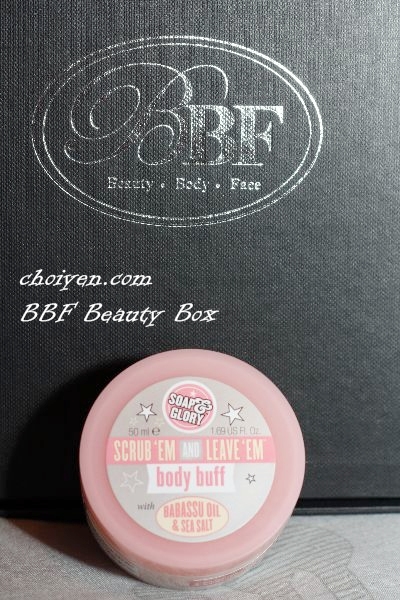 BBF
Beauty • Body • Face
choiyen.com
BBF Beauty Box
SOAP & GLORY
50 ml e 1.69 US Fl. Oz.
SCRUB 'EM AND LEAVE 'EM
body buff
with
BABASSU OIL
& SEA SALT